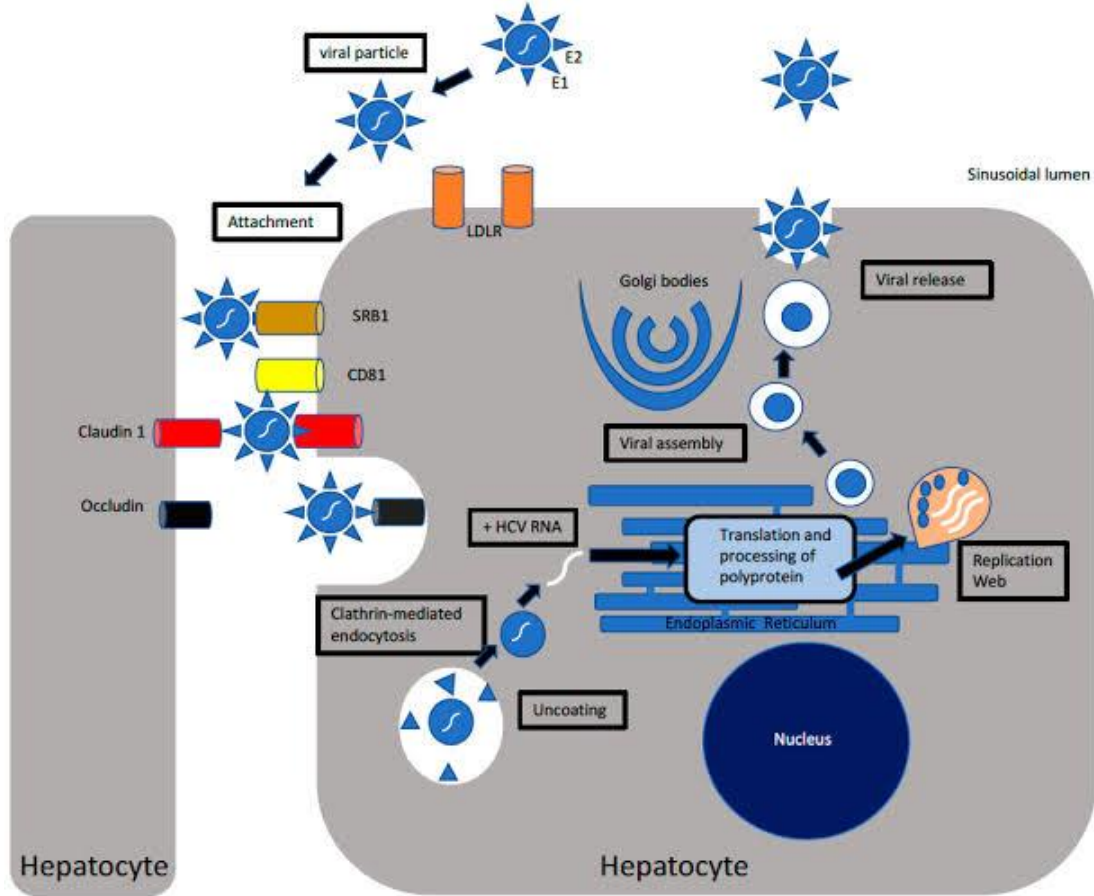 viral particle
E2
E1
Sinusoidal lumen
Attachment
LDLR
Viral release
Golgi bodies
SRB1
CD81
Claudin 1
Viral assembly
Occludin
+ HCV RNA
Translation and
processing of
polyprotein
Replication
Web
Clathrin-mediated
endocytosis
Endoplasmic Reticulum
Uncoating
Nucleus
Hepatocyte
Hepatocyte